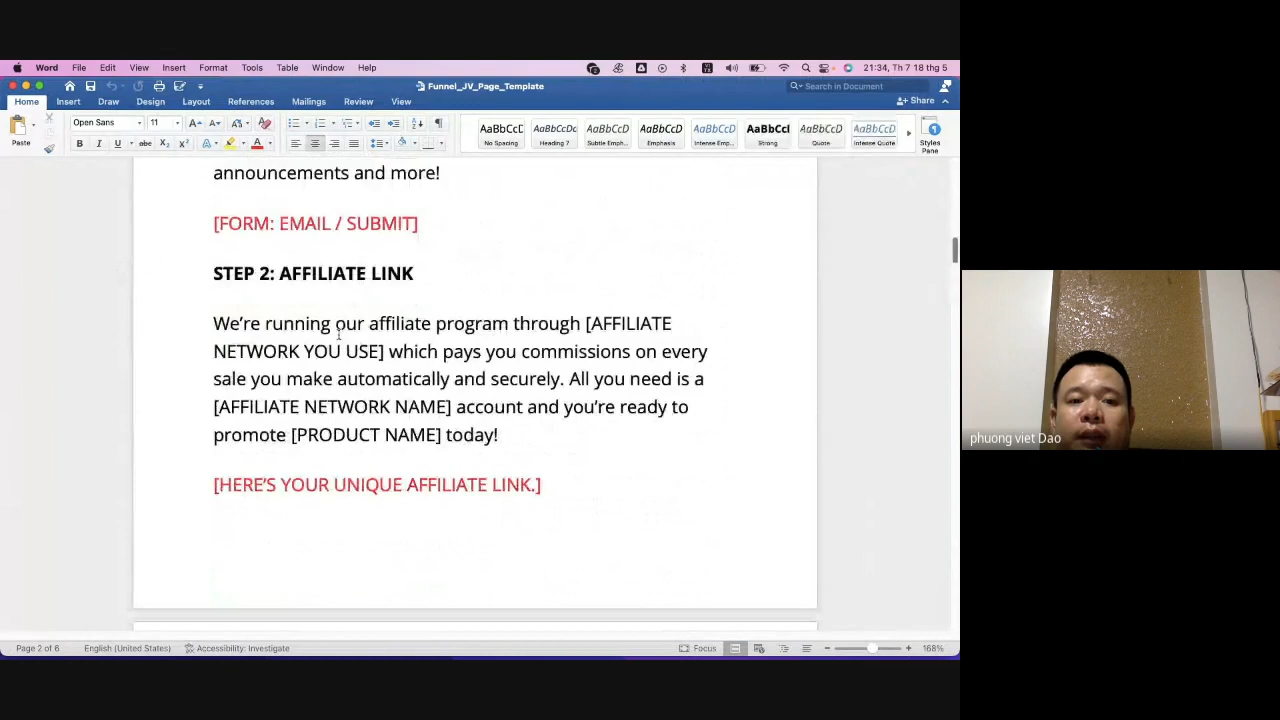 Word File Edit View Insert Format Tools Table Window Help 21:34, Th 7 18 thg 5
Funnel_JV_Page_Template Search in Document
Home Insert Draw Design Layout References Mailings Review View Share
Paste Open Sans 11 AaBbCcD AaBbCcDc AaBbCcD AaBbCcD AaBbCcD AaBbCcI AaBbCcD AaBbCcD
B I U abc X₂ X² A A No Spacing Heading 7 Subtle Emph... Emphasis Intense Emp... Strong Quote Intense Quote Styles Pane
announcements and more!
[FORM: EMAIL / SUBMIT]
STEP 2: AFFILIATE LINK
We’re running our affiliate program through [AFFILIATE
NETWORK YOU USE] which pays you commissions on every
sale you make automatically and securely. All you need is a
[AFFILIATE NETWORK NAME] account and you’re ready to
promote [PRODUCT NAME] today!
[HERE’S YOUR UNIQUE AFFILIATE LINK.]
phuong viet Dao
Page 2 of 6 English (United States) Accessibility: Investigate Focus 168%